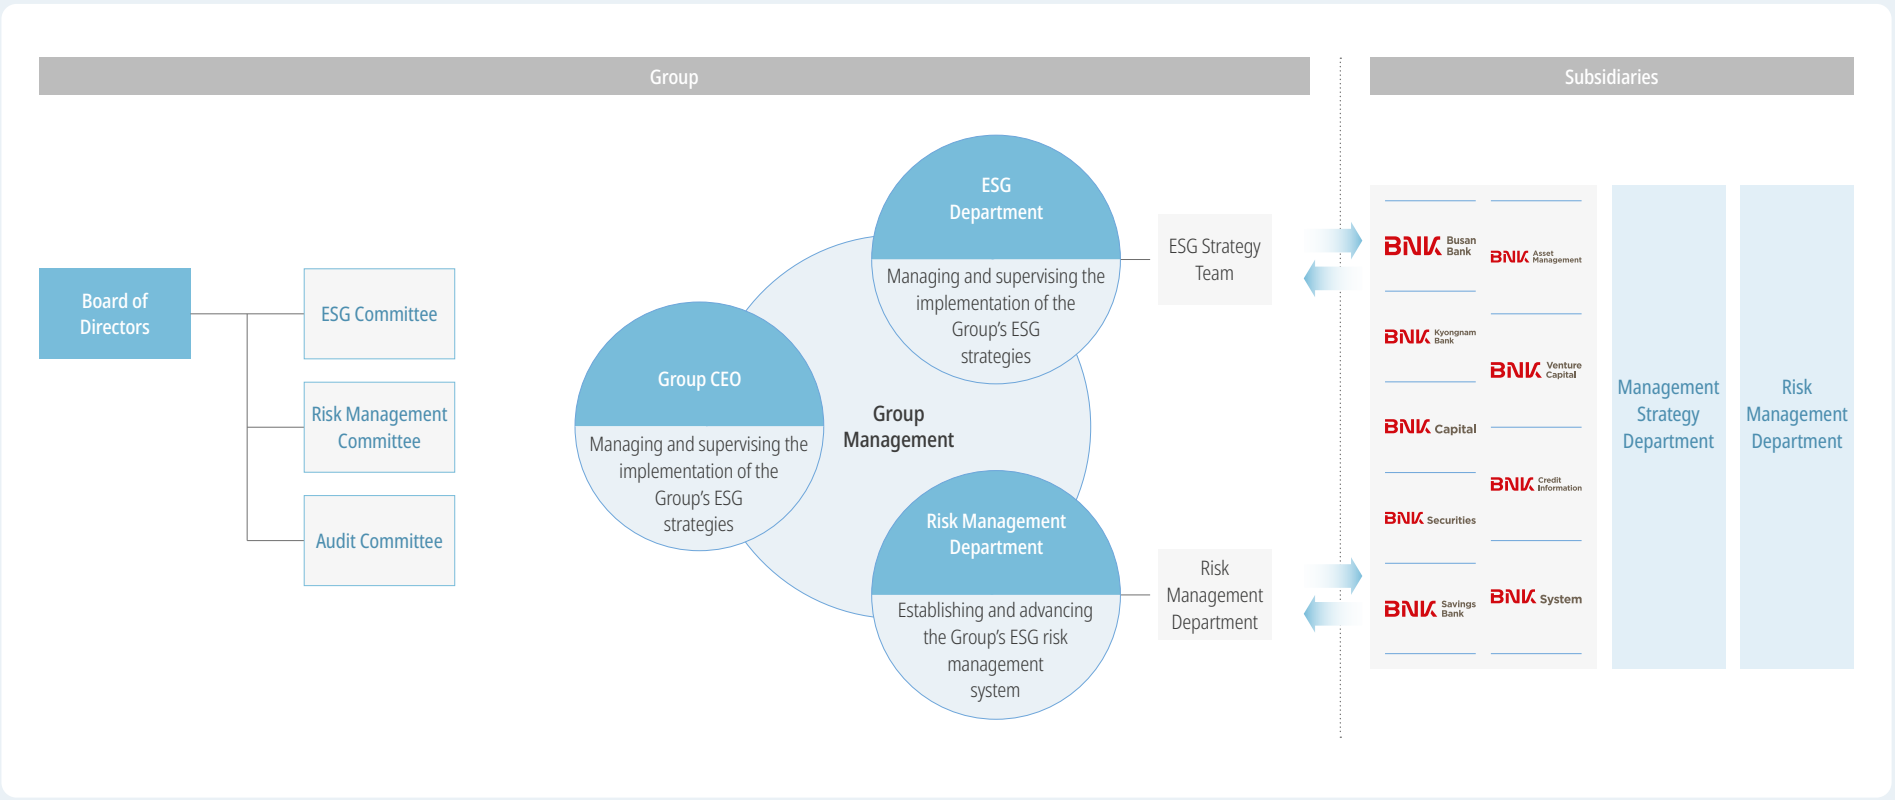 Group
Subsidiaries
Board of
Directors
ESG Committee
Risk Management
Committee
Audit Committee
Group CEO
Managing and supervising the
implementation of the
Group’s ESG
strategies
Group
Management
ESG
Department
Managing and supervising the
implementation of the
Group’s ESG
strategies
Risk Management
Department
Establishing and advancing
the Group’s ESG risk
management
system
ESG Strategy
Team
Risk
Management
Department
BNK Busan
Bank
BNK Kyongnam
Bank
BNK Capital
BNK Securities
BNK Savings
Bank
BNK Asset
Management
BNK Venture
Capital
BNK Credit
Information
BNK System
Management
Strategy
Department
Risk
Management
Department